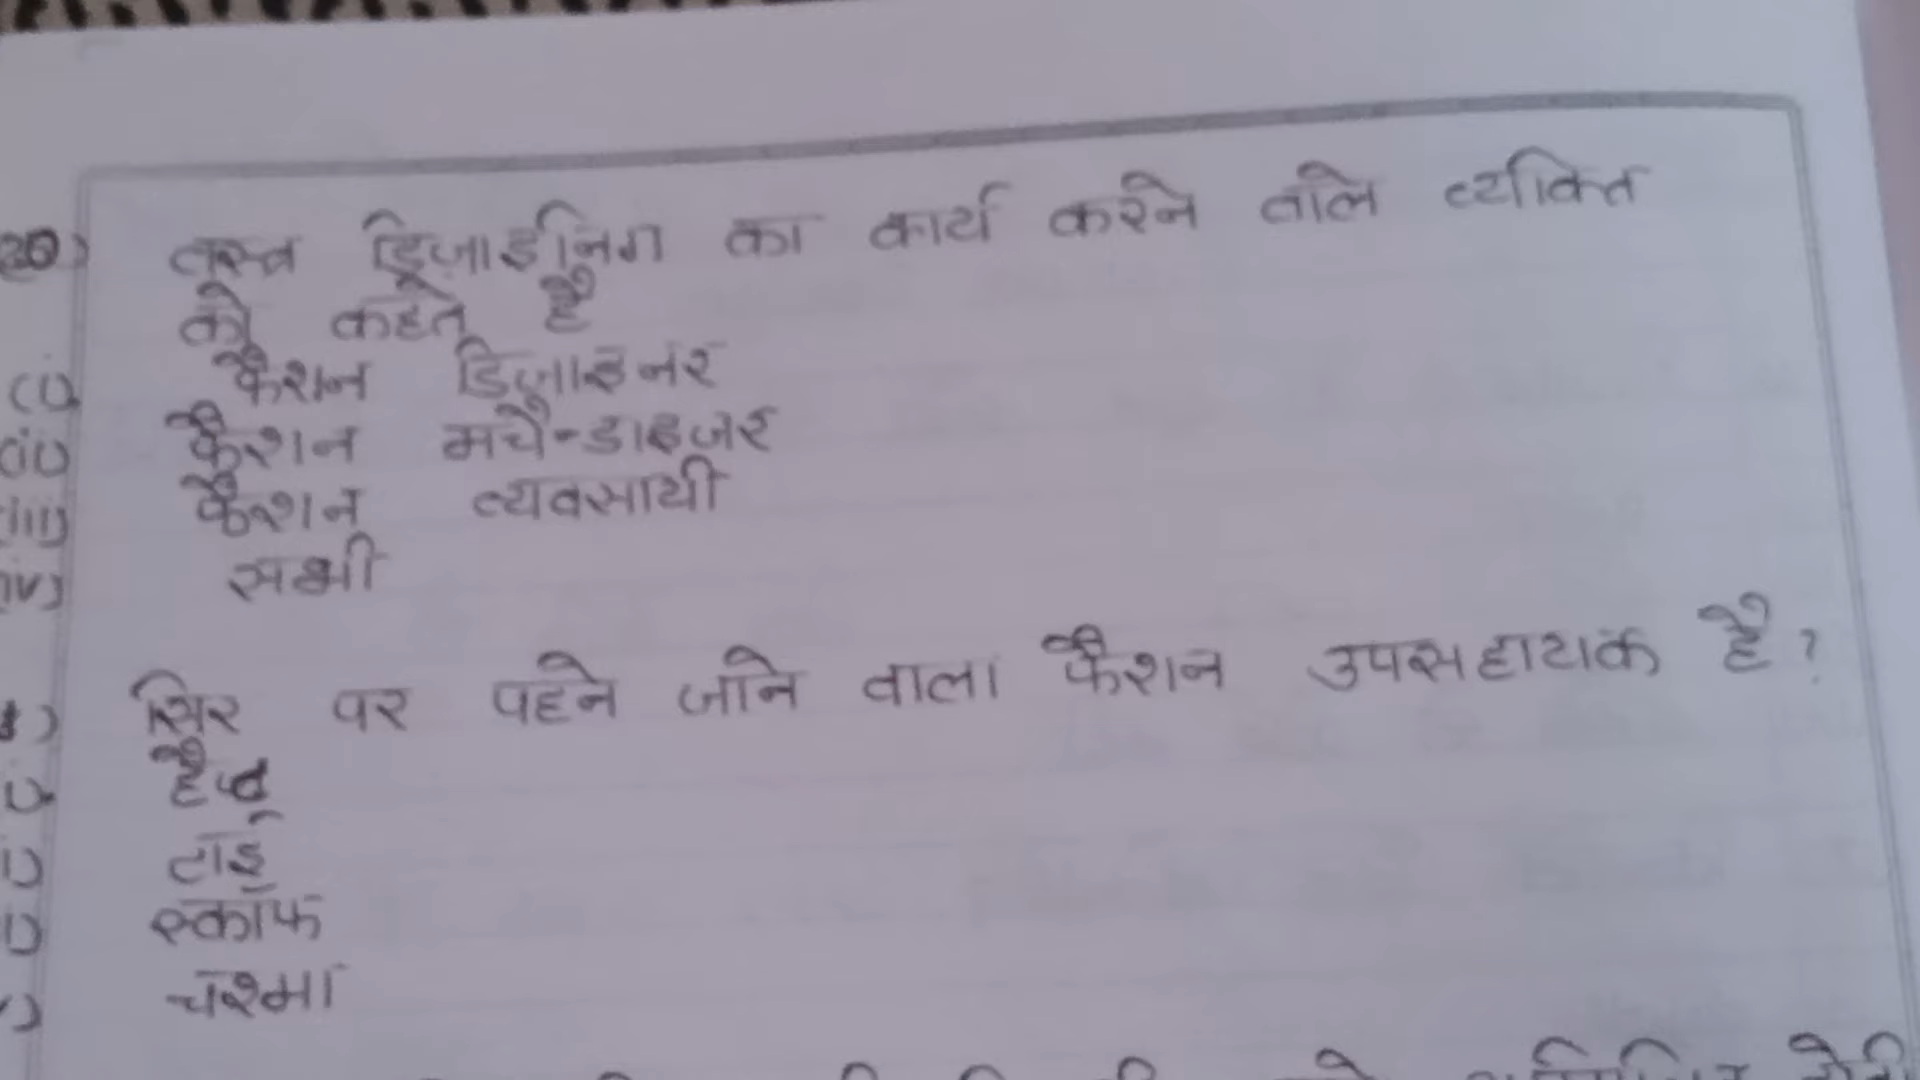 20) वस्त्र डिज़ाईनिग का कार्य करने वाले व्यक्ति
को कहते है
(i) फैशन डिज़ाइनर
(ii) फैशन मर्चेन्डाइजर
(iii) फैशन व्यवसायी
iv) सभी
सिर पर पहने जाने वाला फैशन उपसहायक है?
टाई
स्कॉफ
चश्मा